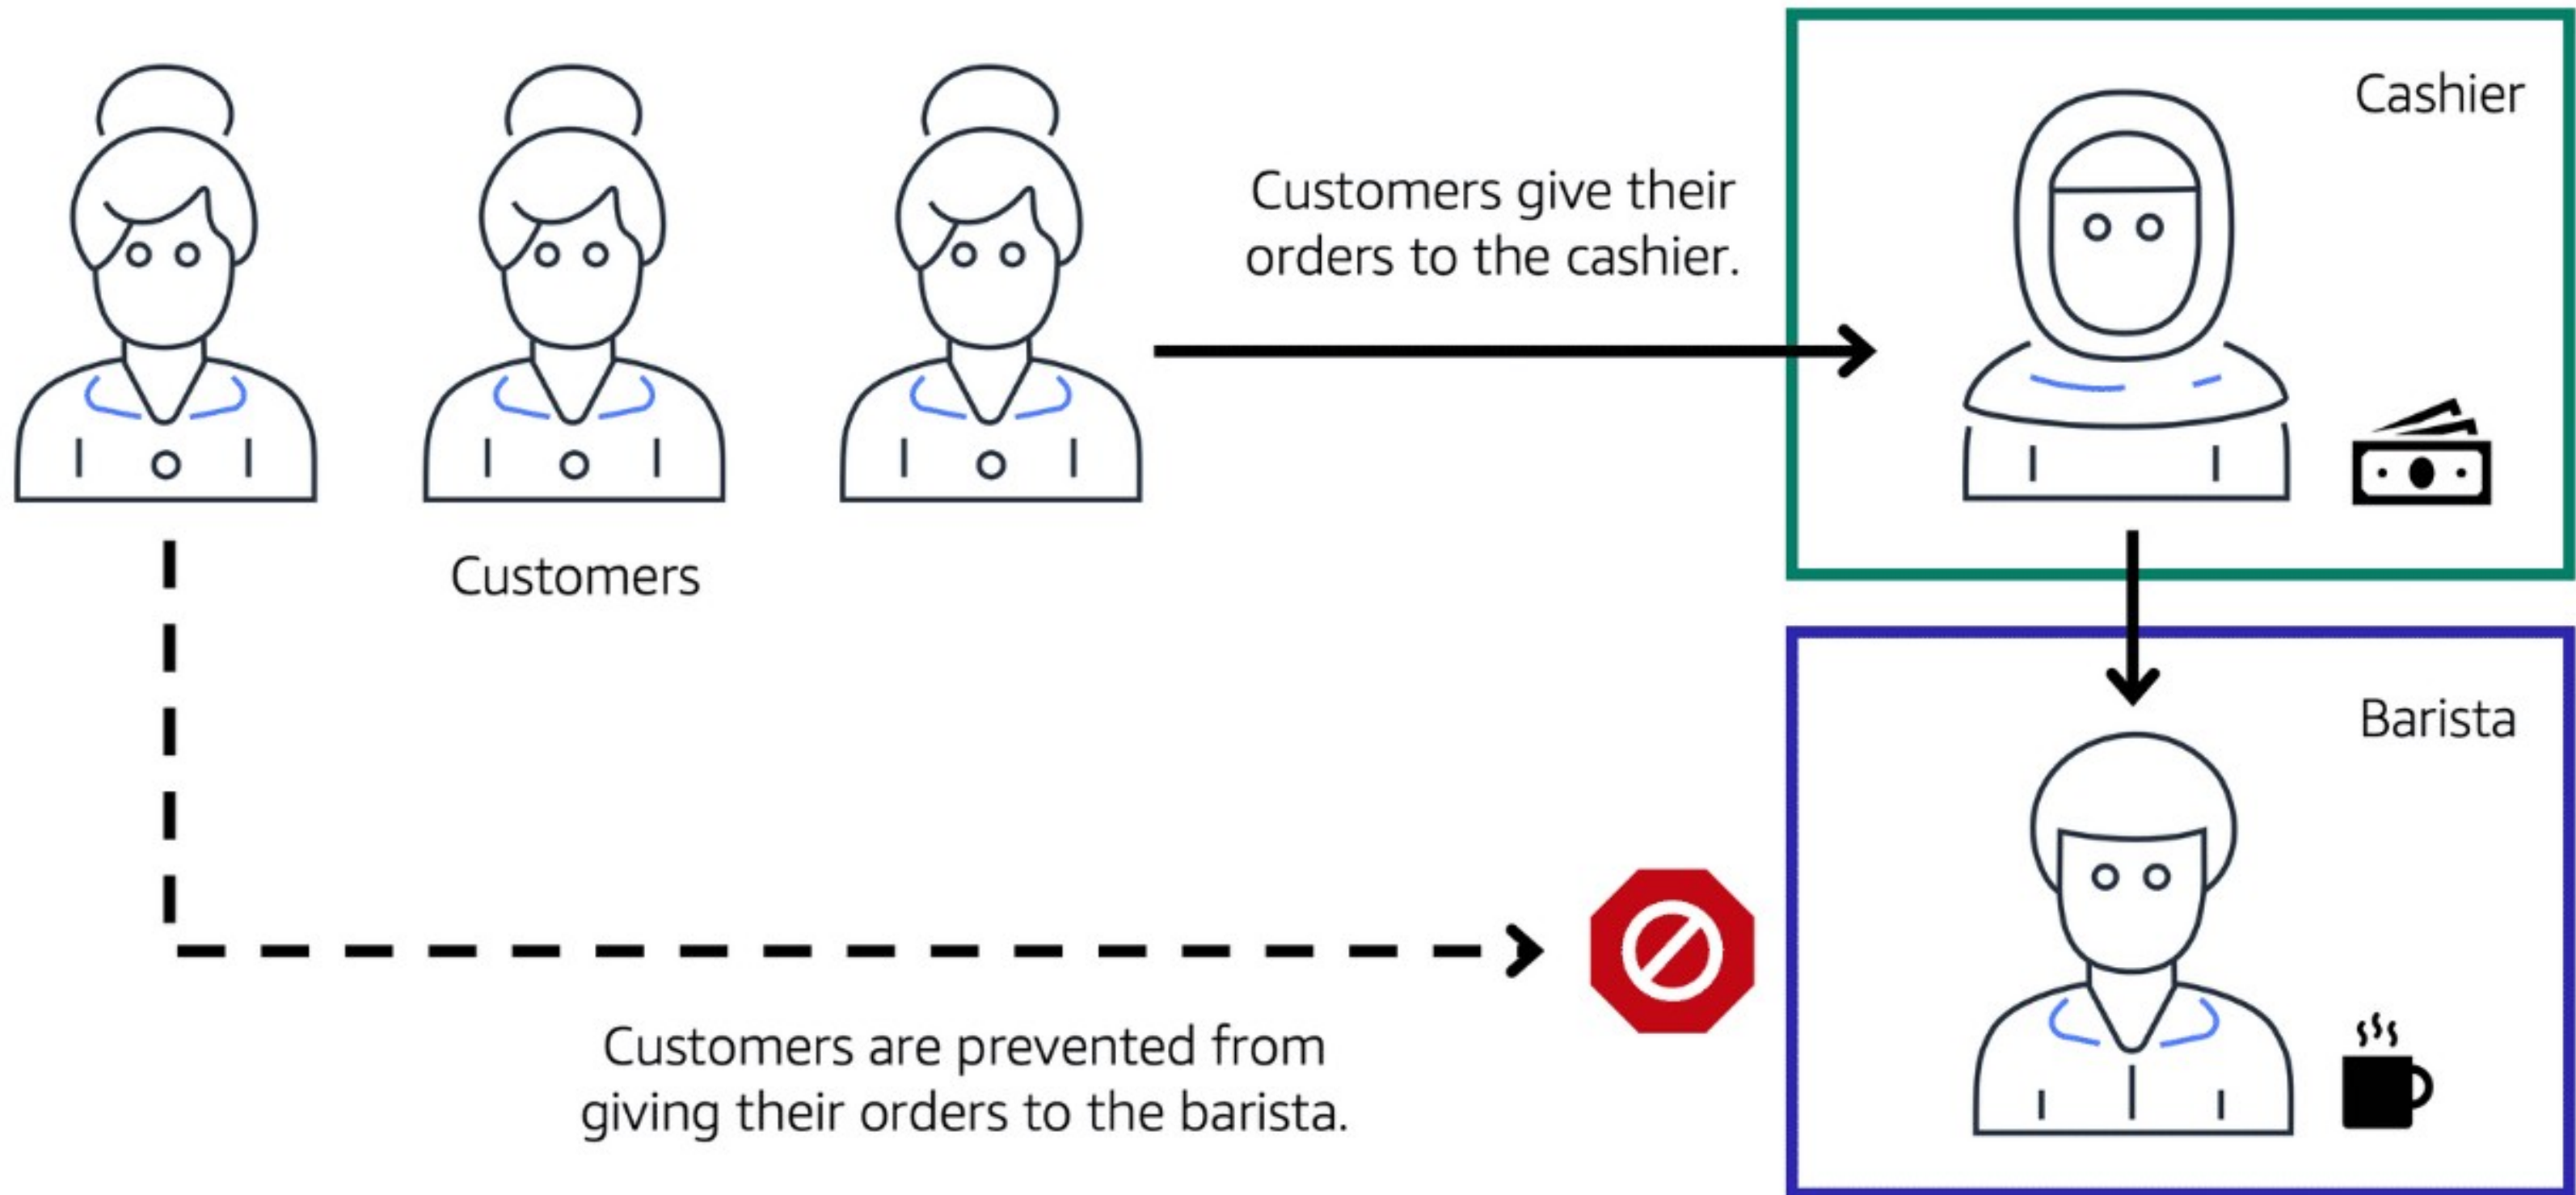 Cashier
Customers give their
orders to the cashier.
Customers
Barista
Customers are prevented from
giving their orders to the barista.